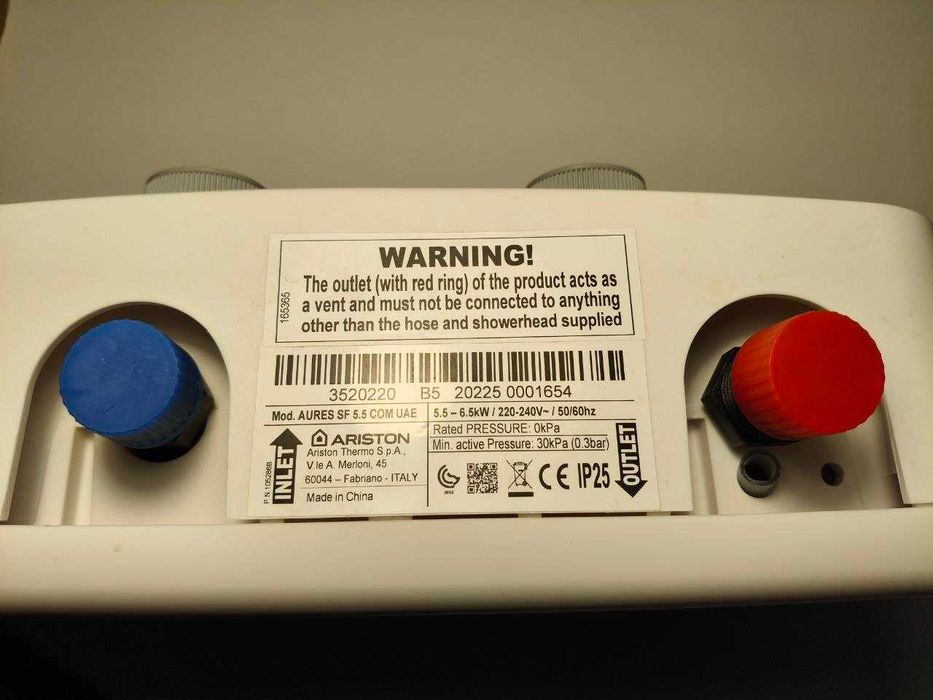 WARNING!
The outlet (with red ring) of the product acts as
a vent and must not be connected to anything
other than the hose and showerhead supplied
165365
3520220 B5 20225 0001654
Mod. AURES SF 5.5 COM UAE
5.5 – 6.5kW / 220-240V~ / 50/60hz
Rated PRESSURE: 0kPa
Min. active Pressure: 30kPa (0.3bar)
P.N.1052868
INLET
ARISTON
Ariston Thermo S.p.A.,
V.le A. Merloni, 45
60044 – Fabriano - ITALY
Made in China
CE IP25
OUTLET